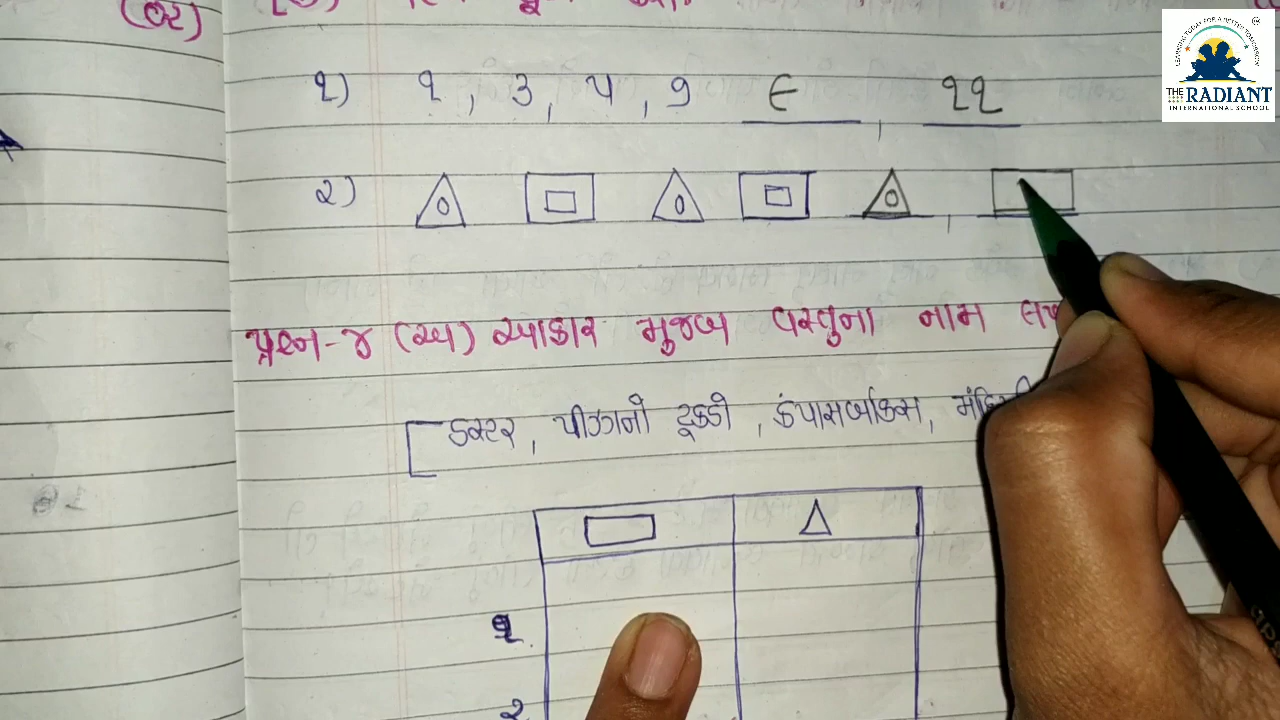 ૧) ૧, ૩, ૫, ૭ ૯, ૧૧
૨)
પ્રશ્ન-૪ (અ) આકાર મુજબ વસ્તુના નામ
[ ડસ્ટર, પીઝાનો ટૂકડો, કંપાસબોક્સ,
૧
૨
THE RADIANT
INTERNATIONAL SCHOOL